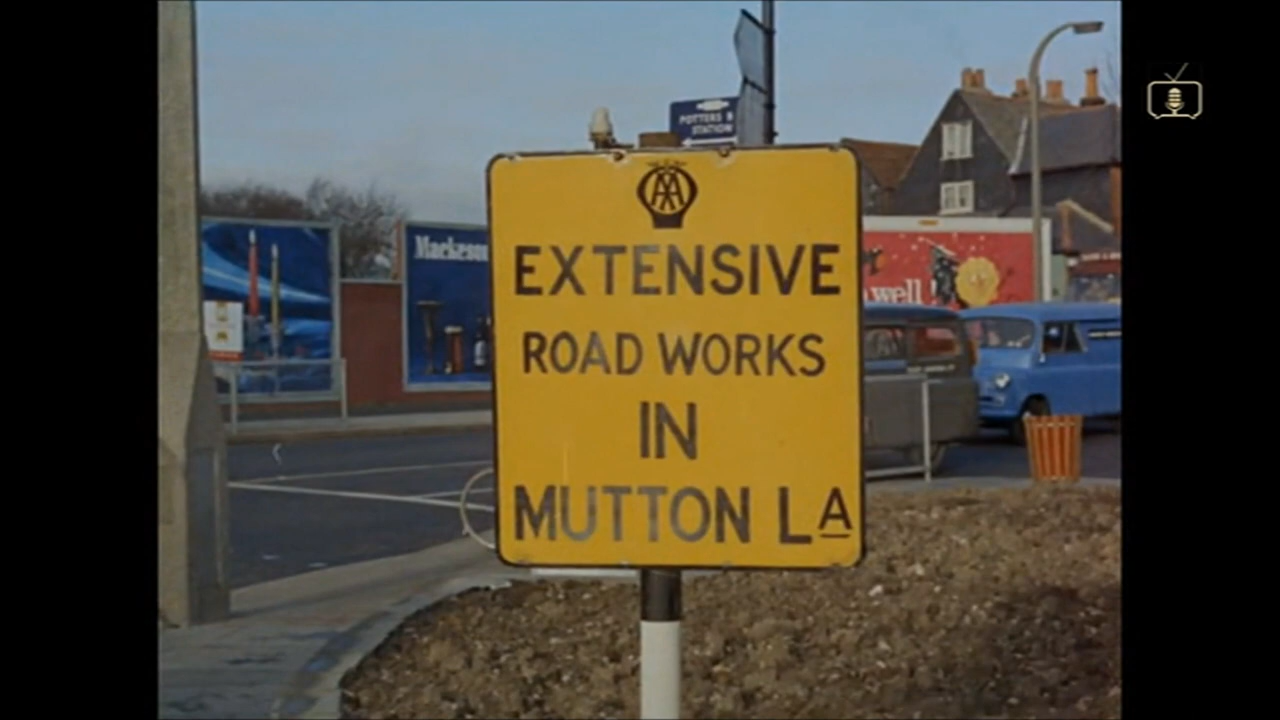 POTTERS B
STATION
AA
EXTENSIVE
ROAD WORKS
IN
MUTTON LA
Mackeson
well